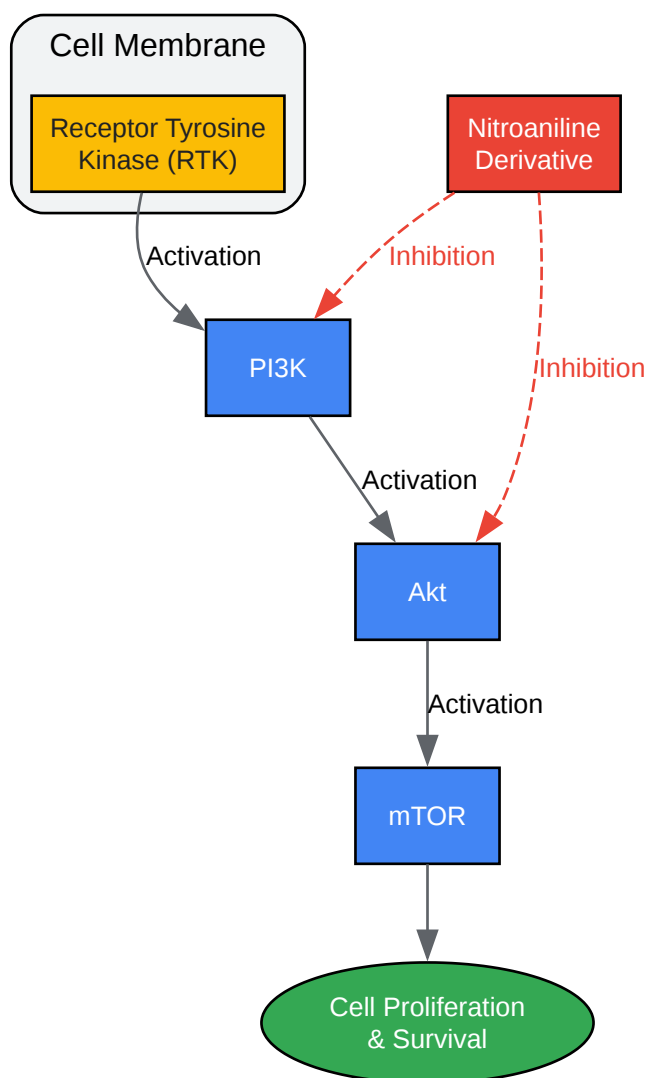 Cell Membrane
Receptor Tyrosine
Kinase (RTK)
Nitroaniline
Derivative
Activation
Inhibition
PI3K
Inhibition
Activation
Akt
Activation
mTOR
Cell Proliferation
& Survival